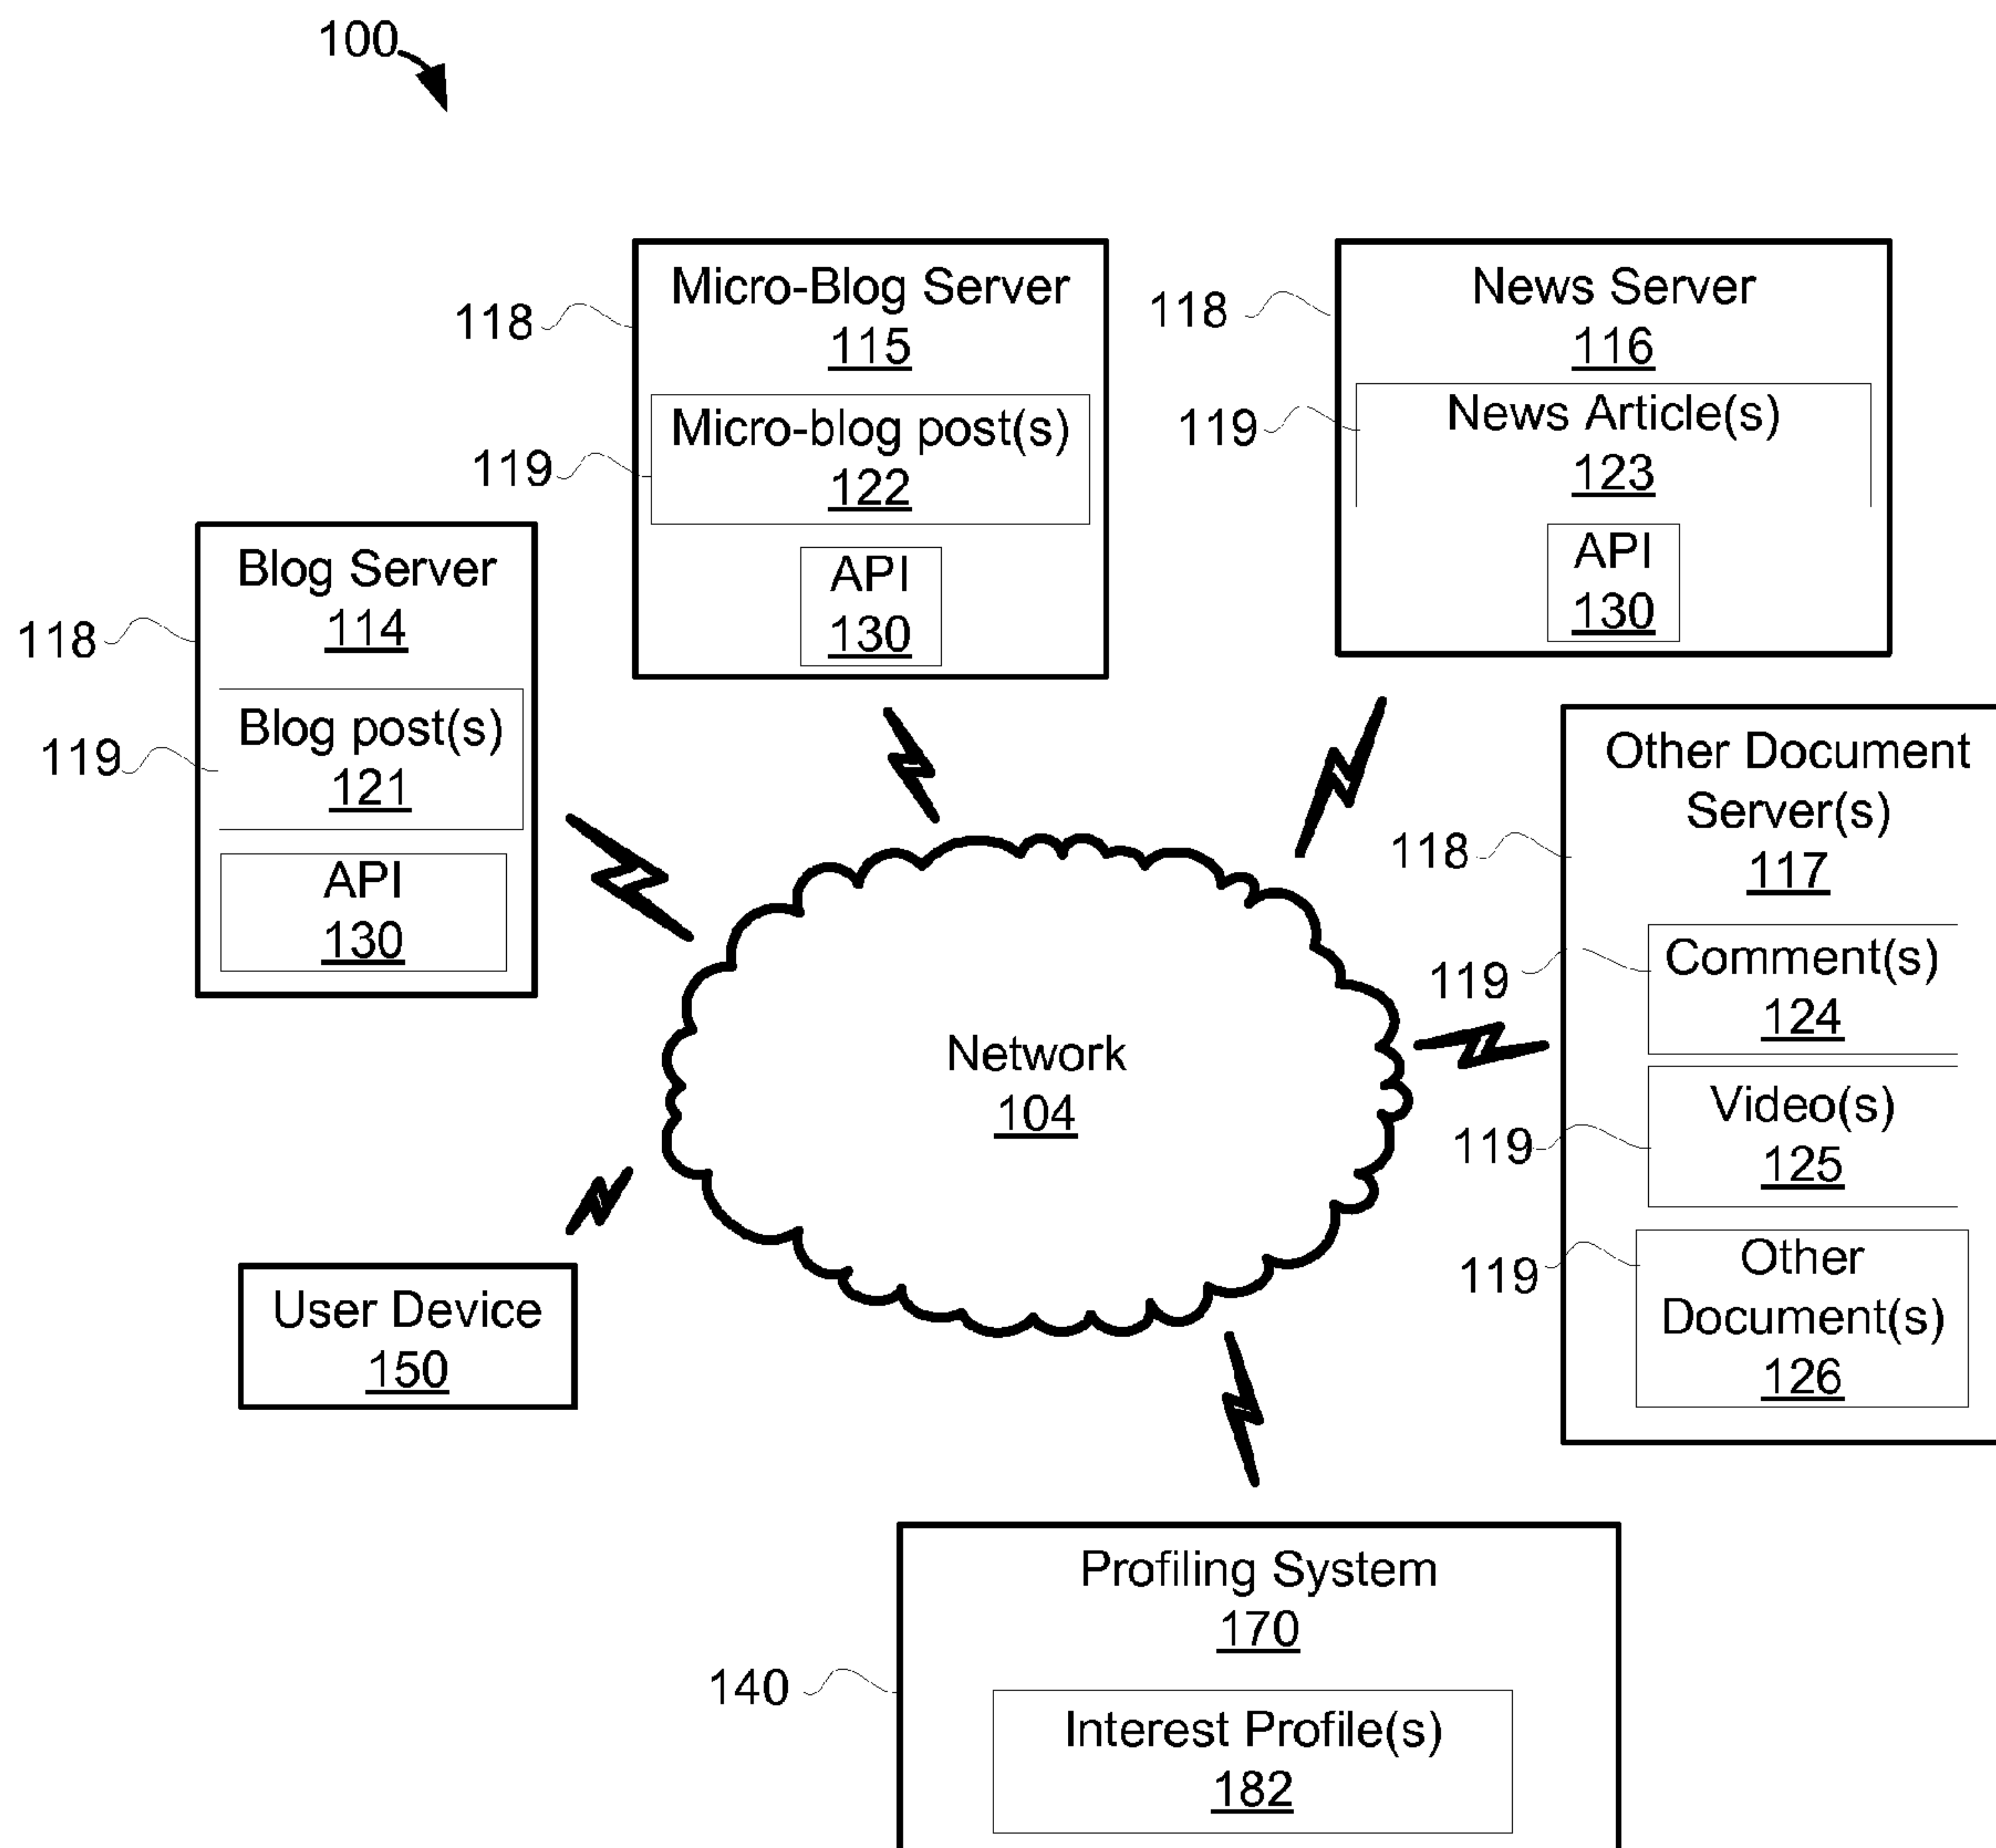 100
118
Micro-Blog Server
115
119
Micro-blog post(s)
122
API
130
118
News Server
116
119
News Article(s)
123
API
130
118
Blog Server
114
119
Blog post(s)
121
API
130
118
Other Document
Server(s)
117
119
Comment(s)
124
119
Video(s)
125
119
Other
Document(s)
126
Network
104
User Device
150
140
Profiling System
170
Interest Profile(s)
182